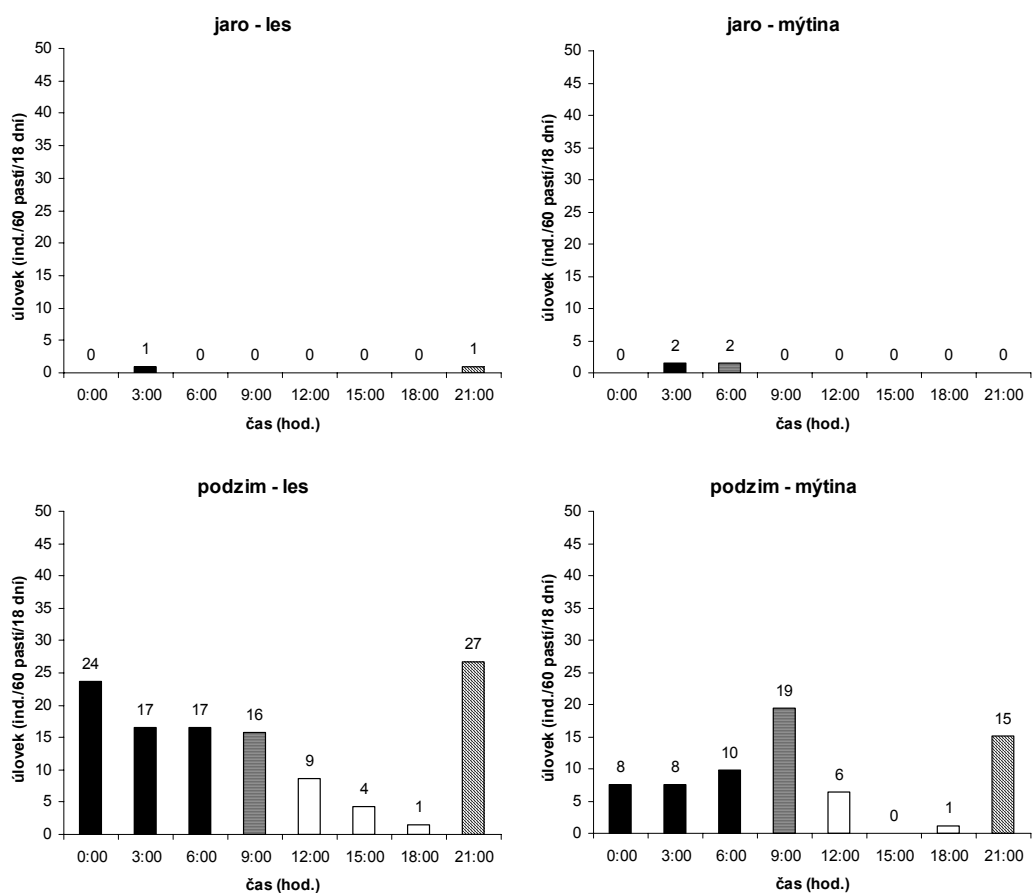 jaro - les
úlovek (ind./60 pastí/18 dní)
50
45
40
35
30
25
20
15
10
5
0
0 1 0 0 0 0 0 1
0:00 3:00 6:00 9:00 12:00 15:00 18:00 21:00
čas (hod.)
jaro - mýtina
úlovek (ind./60 pastí/18 dní)
50
45
40
35
30
25
20
15
10
5
0
0 2 2 0 0 0 0 0
0:00 3:00 6:00 9:00 12:00 15:00 18:00 21:00
čas (hod.)
podzim - les
úlovek (ind./60 pastí/18 dní)
50
45
40
35
30
25
20
15
10
5
0
24 17 17 16 9 4 1 27
0:00 3:00 6:00 9:00 12:00 15:00 18:00 21:00
čas (hod.)
podzim - mýtina
úlovek (ind./60 pastí/18 dní)
50
45
40
35
30
25
20
15
10
5
0
8 8 10 19 6 0 1 15
0:00 3:00 6:00 9:00 12:00 15:00 18:00 21:00
čas (hod.)